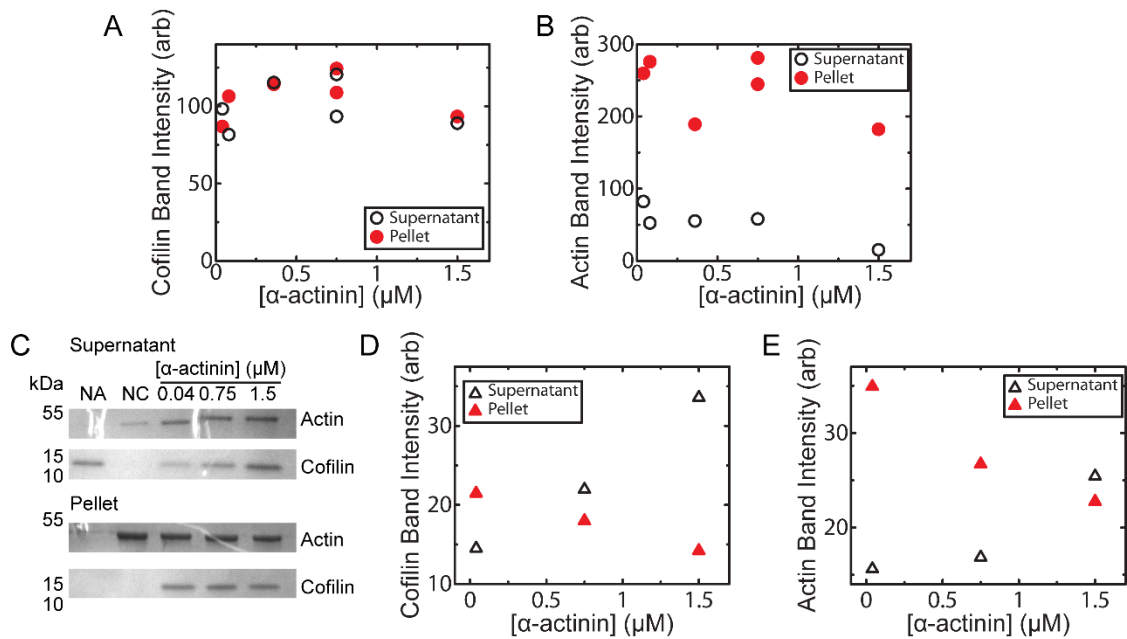 A
Cofilin Band Intensity (arb)
100
50
0
Supernatant
Pellet
0 0.5 1 1.5
[α-actinin] (µM)
B
Actin Band Intensity (arb)
300
200
100
0
Supernatant
Pellet
0 0.5 1 1.5
[α-actinin] (µM)
C
Supernatant
[α-actinin] (µM)
kDa NA NC 0.04 0.75 1.5
55 Actin
15 Cofilin
10
Pellet
55 Actin
15 Cofilin
10
D
Cofilin Band Intensity (arb)
30
20
10
Supernatant
Pellet
0 0.5 1 1.5
[α-actinin] (µM)
E
Actin Band Intensity (arb)
35
25
15
Supernatant
Pellet
0 0.5 1 1.5
[α-actinin] (µM)